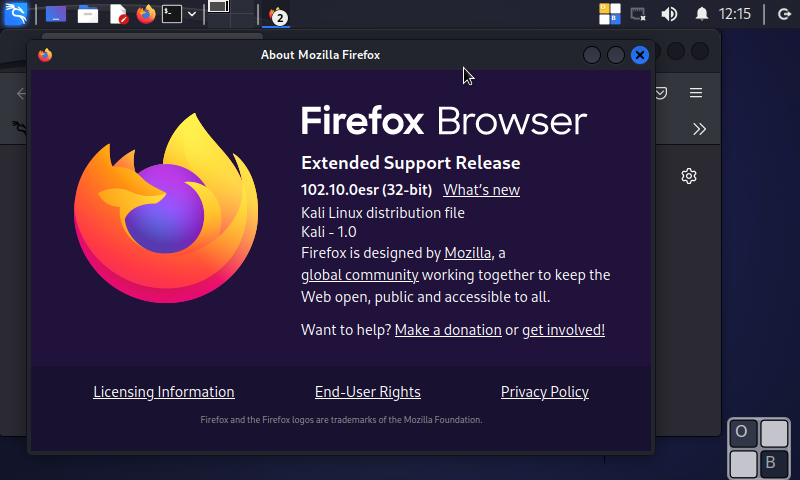 2
12:15
About Mozilla Firefox
Firefox Browser
Extended Support Release
102.10.0esr (32-bit) What's new
Kali Linux distribution file
Kali - 1.0
Firefox is designed by Mozilla, a
global community working together to keep the
Web open, public and accessible to all.
Want to help? Make a donation or get involved!
Licensing Information End-User Rights Privacy Policy
Firefox and the Firefox logos are trademarks of the Mozilla Foundation.
O
B